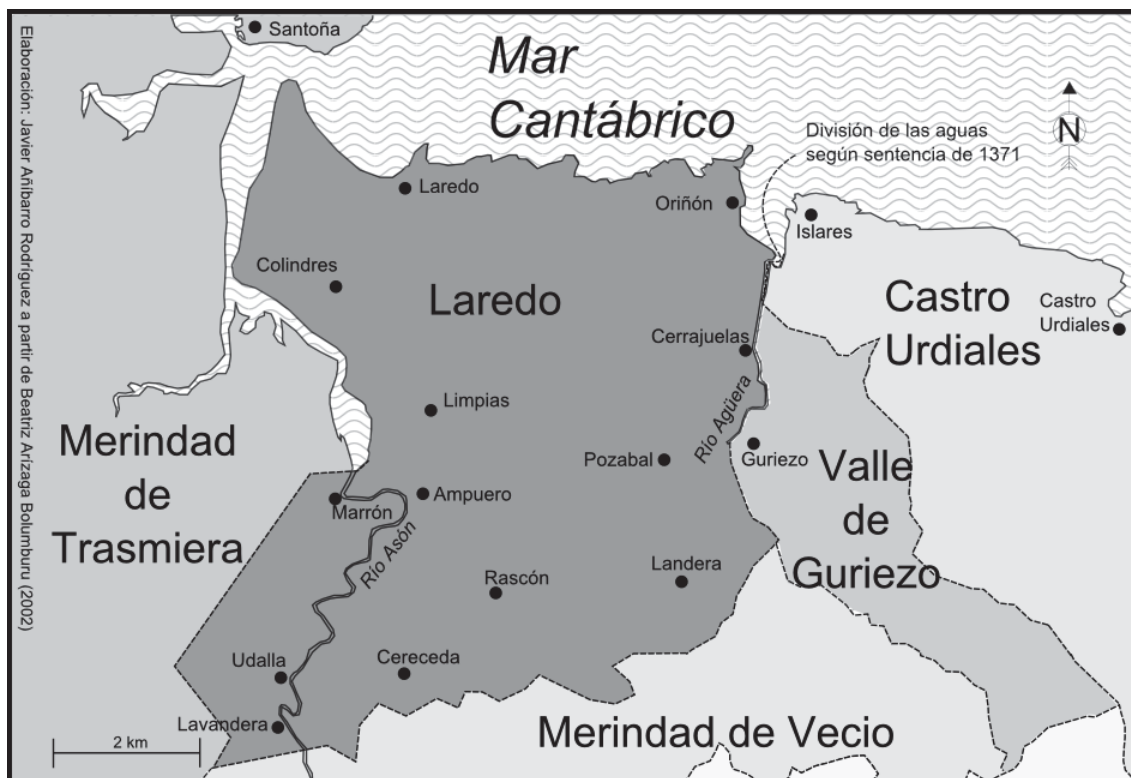 Elaboración: Javier Añíbarro Rodríguez a partir de Beatriz Arízaga Bolumburu (2002)
Santoña
Mar
Cantábrico
N
División de las aguas
según sentencia de 1371
Laredo
Oriñón
Islares
Colindres
Laredo
Castro
Urdiales
Castro
Urdiales
Cerrajuelas
Limpias
Río Agüera
Merindad
de
Trasmiera
Pozabal
Guriezo
Valle
de
Guriezo
Ampuero
Marrón
Río Asón
Rascón
Landera
Udalla
Cereceda
Lavandera
Merindad de Vecio
2 km